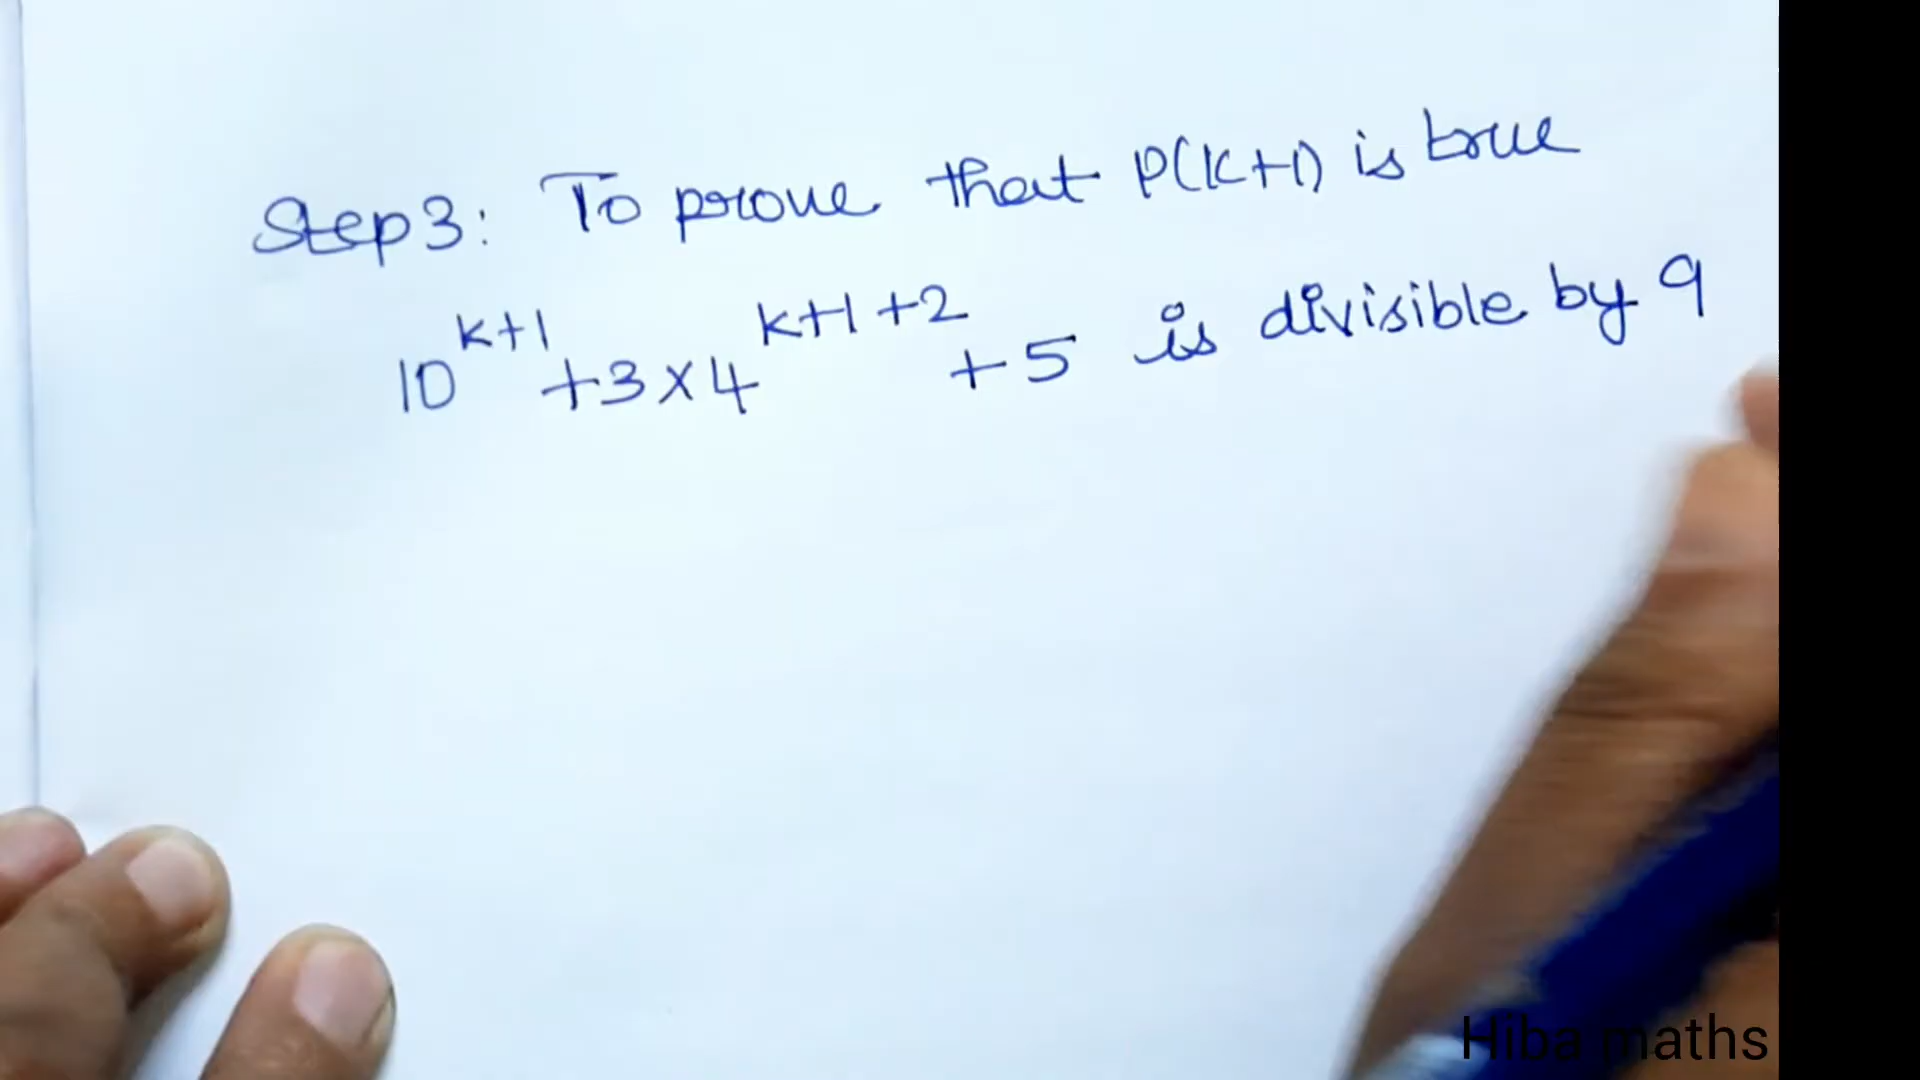 Step 3: To prove that P(k+1) is true
10^{k+1} + 3 × 4^{k+1+2} + 5 is divisible by 9
Hiba maths